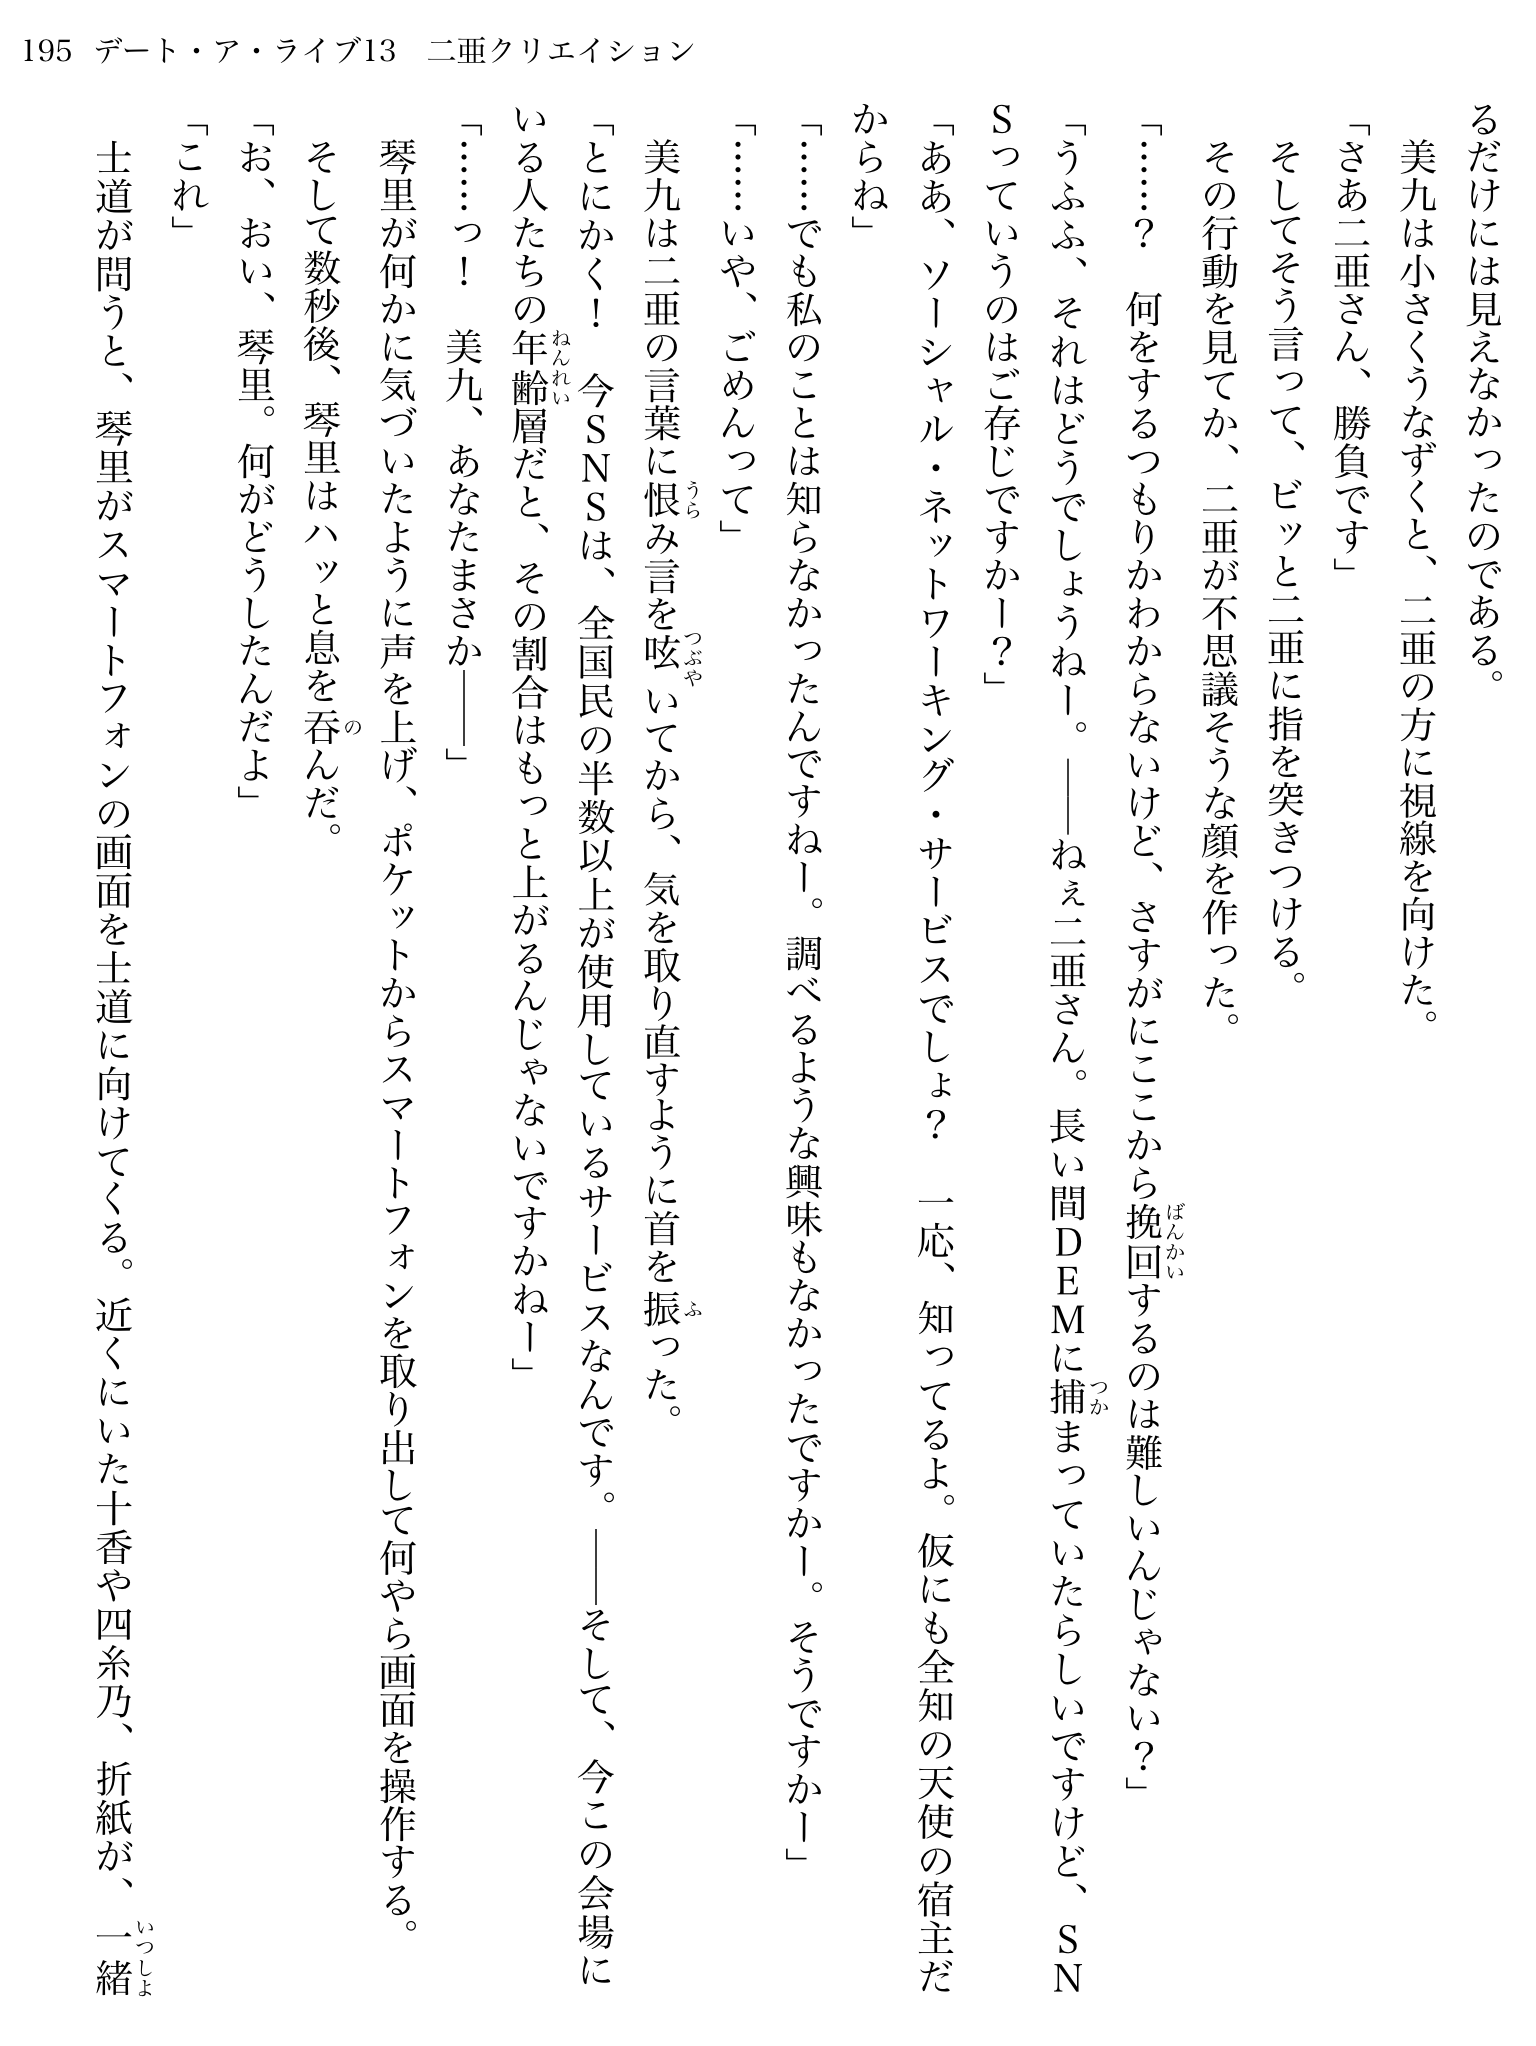 195 デート・ア・ライブ13　二亜クリエイション
るだけには見えなかったのである。
　美九は小さくうなずくと、二亜の方に視線を向けた。
「さあ二亜さん、勝負です」
　そしてそう言って、ビッと二亜に指を突きつける。
　その行動を見てか、二亜が不思議そうな顔を作った。
「……？　何をするつもりかわからないけど、さすがにここから挽回するのは難しいんじゃない？」
「うふふ、それはどうでしょうねー。――ねぇ二亜さん。長い間ＤＥＭに捕まっていたらしいですけど、ＳＮ
Ｓっていうのはご存じですかー？」
「ああ、ソーシャル・ネットワーキング・サービスでしょ？　一応、知ってるよ。仮にも全知の天使の宿主だ
からね」
「……でも私のことは知らなかったんですねー。調べるような興味もなかったですかー。そうですかー」
「……いや、ごめんって」
　美九は二亜の言葉に恨み言を呟いてから、気を取り直すように首を振った。
「とにかく！　今ＳＮＳは、全国民の半数以上が使用しているサービスなんです。――そして、今この会場に
いる人たちの年齢層だと、その割合はもっと上がるんじゃないですかねー」
「……っ！　美九、あなたまさか――」
　琴里が何かに気づいたように声を上げ、ポケットからスマートフォンを取り出して何やら画面を操作する。
　そして数秒後、琴里はハッと息を呑んだ。
「お、おい、琴里。何がどうしたんだよ」
「これ」
　士道が問うと、琴里がスマートフォンの画面を士道に向けてくる。近くにいた十香や四糸乃、折紙が、一緒